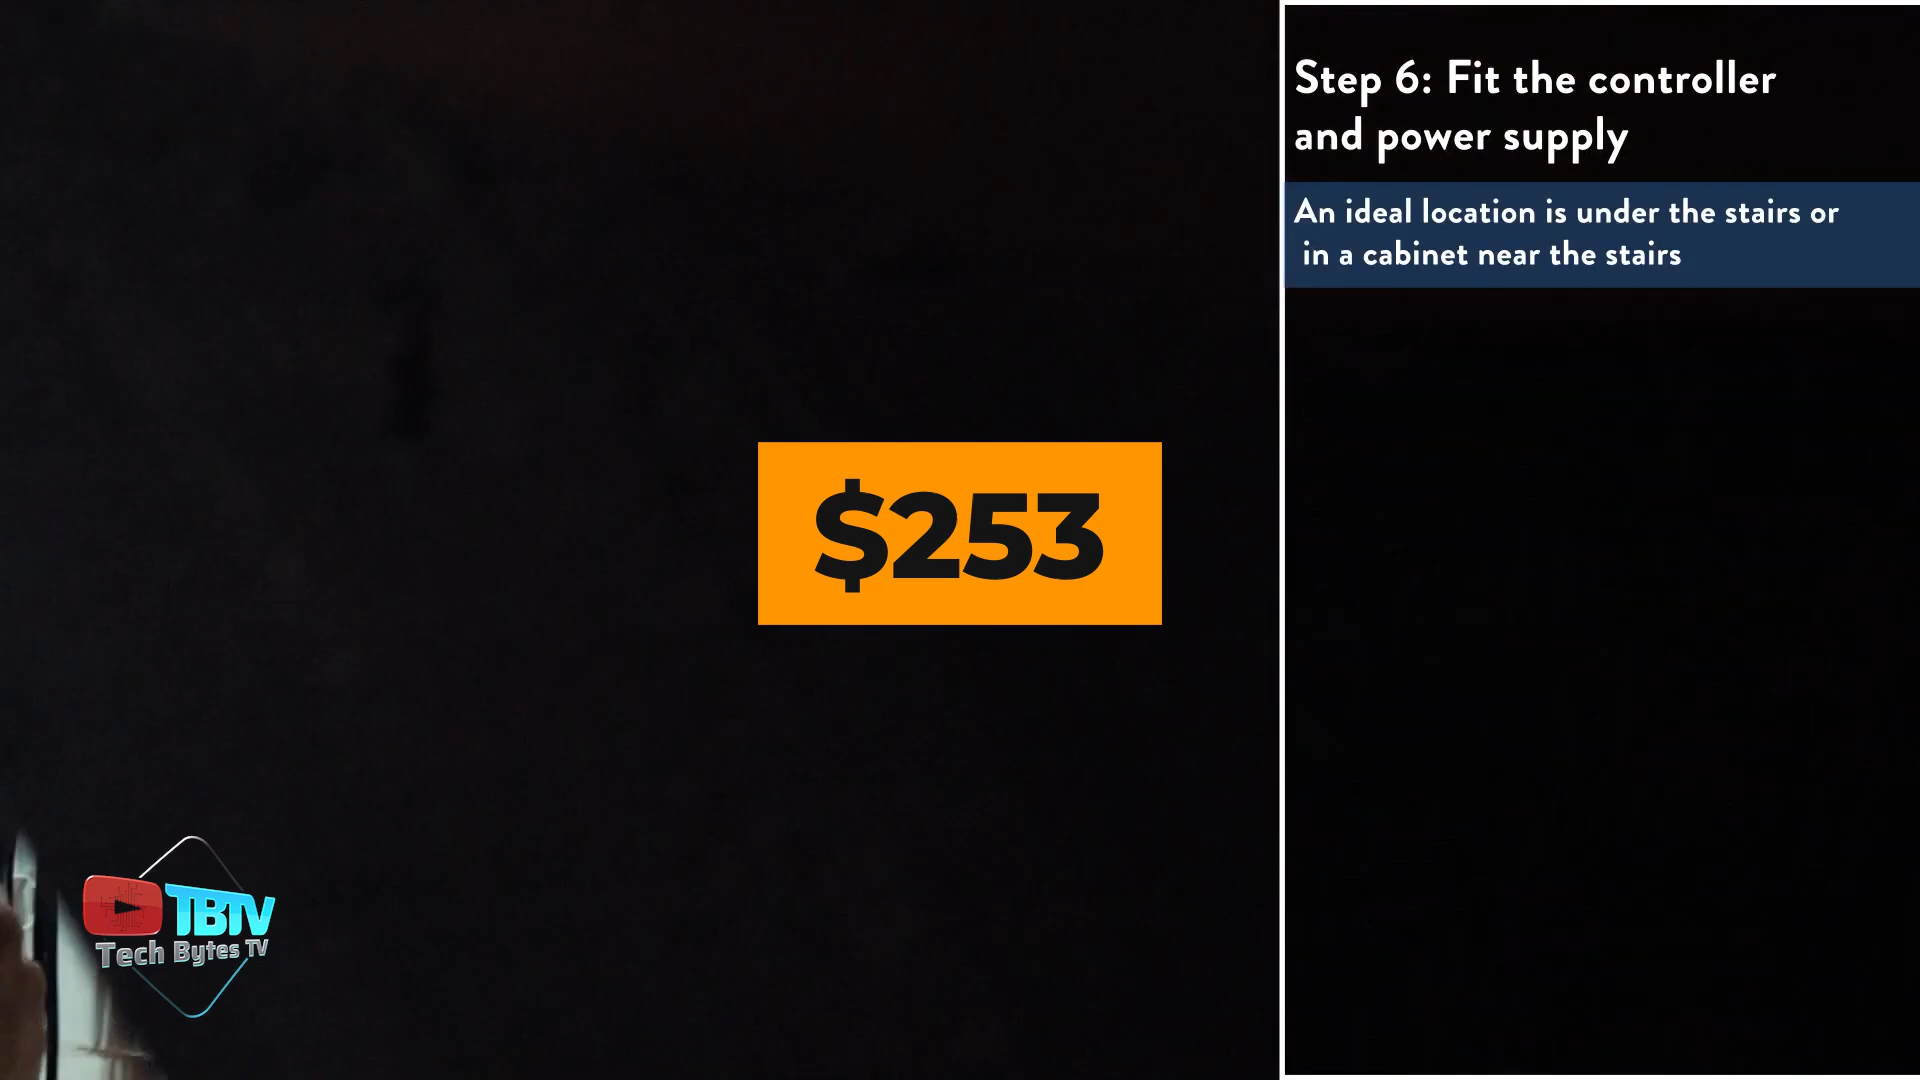 Step 6: Fit the controller
and power supply
An ideal location is under the stairs or
in a cabinet near the stairs
$253
TBTV
Tech Bytes TV